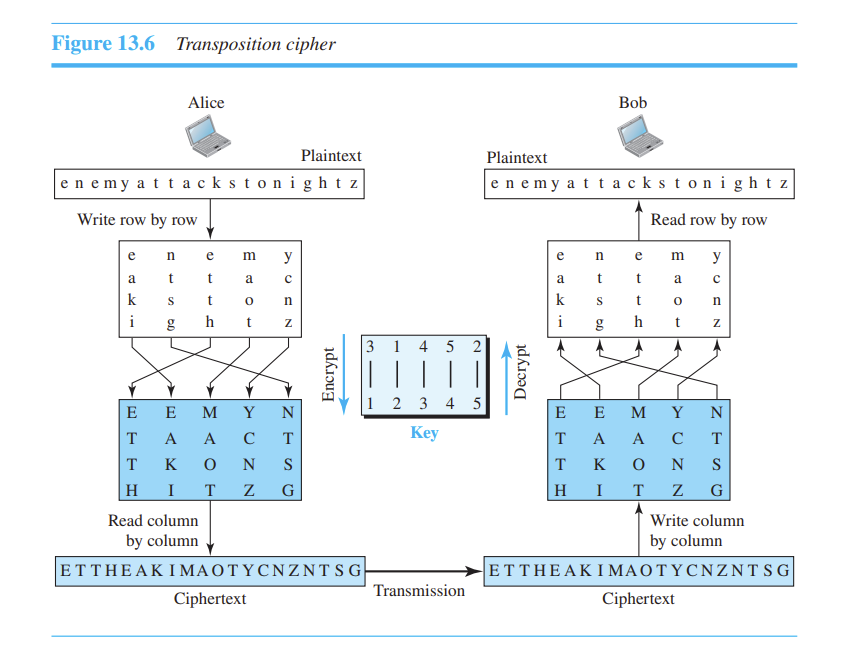 Figure 13.6 Transposition cipher
Alice
Bob
Plaintext
Plaintext
e n e m y a t t a c k s t o n i g h t z
e n e m y a t t a c k s t o n i g h t z
Write row by row
Read row by row
e n e m y
a t t a c
k s t o n
i g h t z
e n e m y
a t t a c
k s t o n
i g h t z
Encrypt
3 1 4 5 2
1 2 3 4 5
Key
Decrypt
E E M Y N
T A A C T
T K O N S
H I T Z G
E E M Y N
T A A C T
T K O N S
H I T Z G
Read column
by column
Write column
by column
E T T H E A K I M A O T Y C N Z N T S G
Transmission
E T T H E A K I M A O T Y C N Z N T S G
Ciphertext
Ciphertext